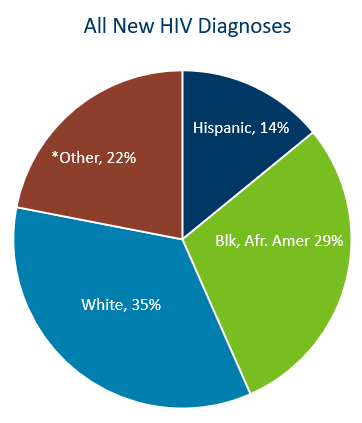 All New HIV Diagnoses
Hispanic, 14%
*Other, 22%
Blk, Afr. Amer 29%
White, 35%